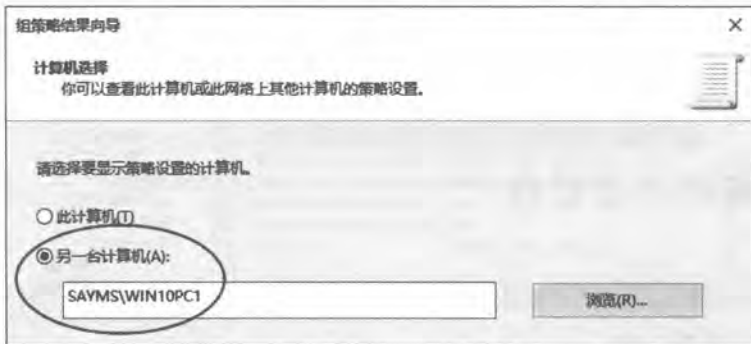 组策略结果向导
计算机选择
你可以查看此计算机或此网络上其他计算机的策略设置。
请选择要显示策略设置的计算机。
此计算机(T)
另一台计算机(A):
SAYMS\WIN10PC1
浏览(R)...